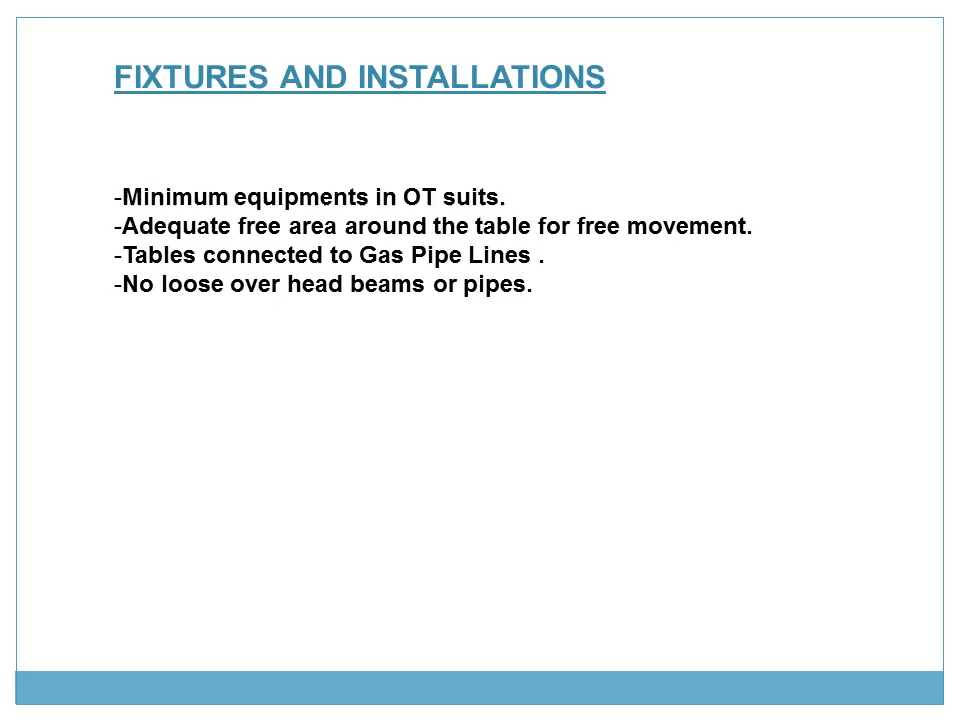 FIXTURES AND INSTALLATIONS
-Minimum equipments in OT suits.
-Adequate free area around the table for free movement.
-Tables connected to Gas Pipe Lines .
-No loose over head beams or pipes.